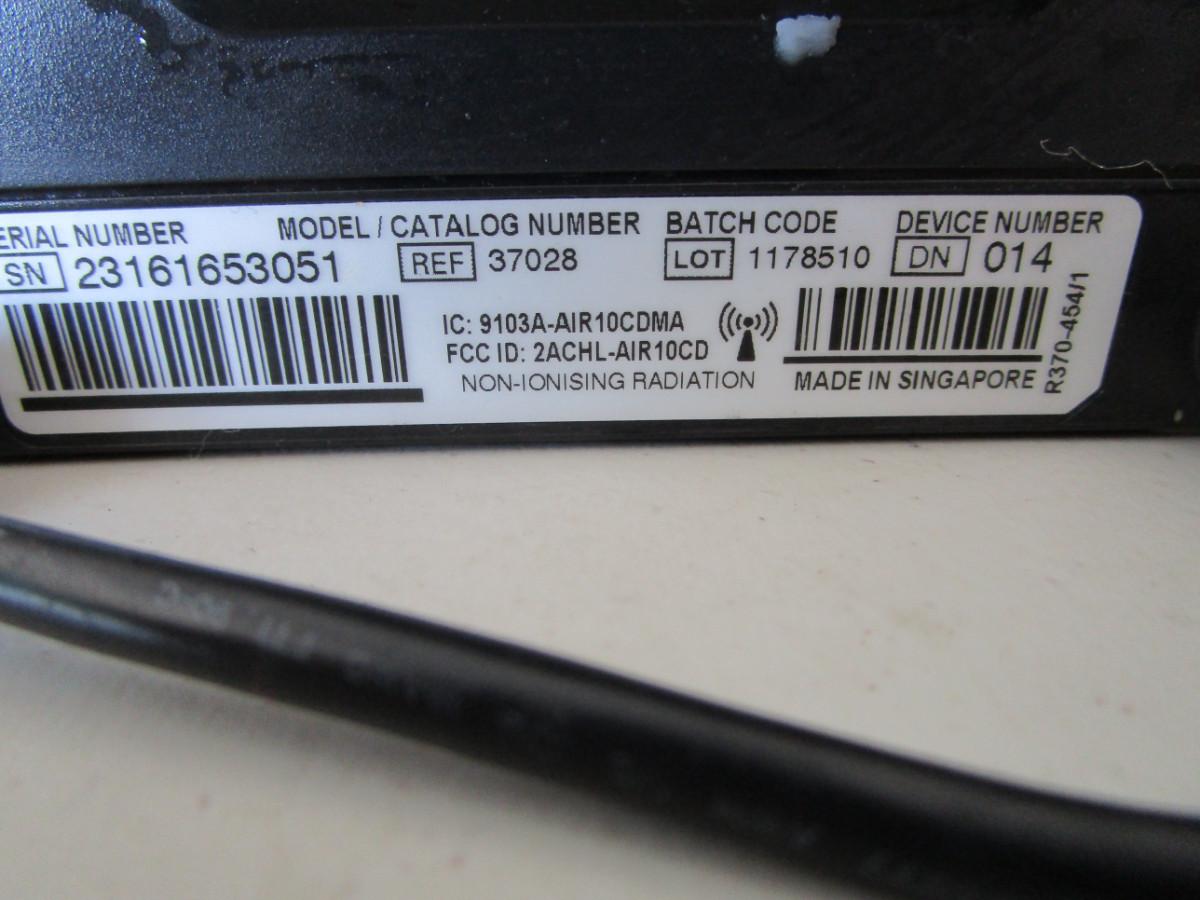 ERIAL NUMBER
SN 23161653051
MODEL / CATALOG NUMBER
REF 37028
BATCH CODE
LOT 1178510
DEVICE NUMBER
DN 014
IC: 9103A-AIR10CDMA
FCC ID: 2ACHL-AIR10CD
NON-IONISING RADIATION
MADE IN SINGAPORE
R370-454/1